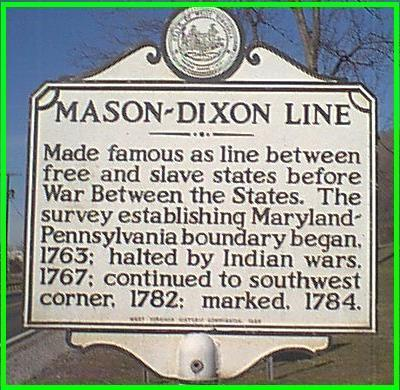 MASON-DIXON LINE
Made famous as line between
free and slave states before
War Between the States. The
survey establishing Maryland-
Pennsylvania boundary began,
1763; halted by Indian wars,
1767; continued to southwest
corner, 1782; marked, 1784.